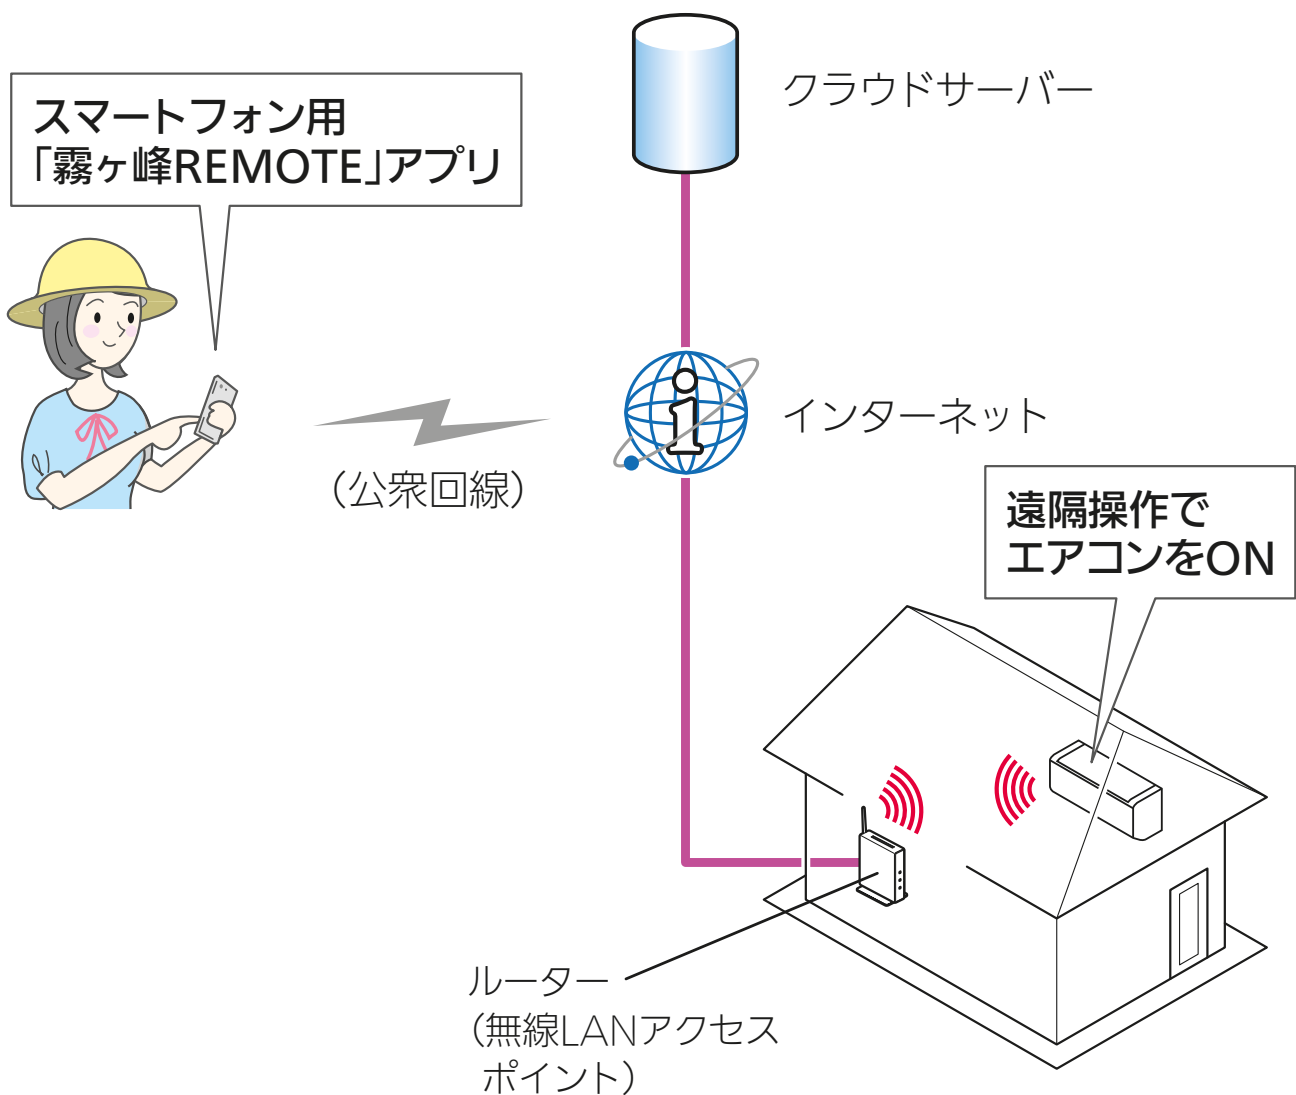 クラウドサーバー
スマートフォン用
「霧ヶ峰REMOTE」アプリ
インターネット
（公衆回線）
遠隔操作で
エアコンをON
ルーター
（無線LANアクセス
ポイント）